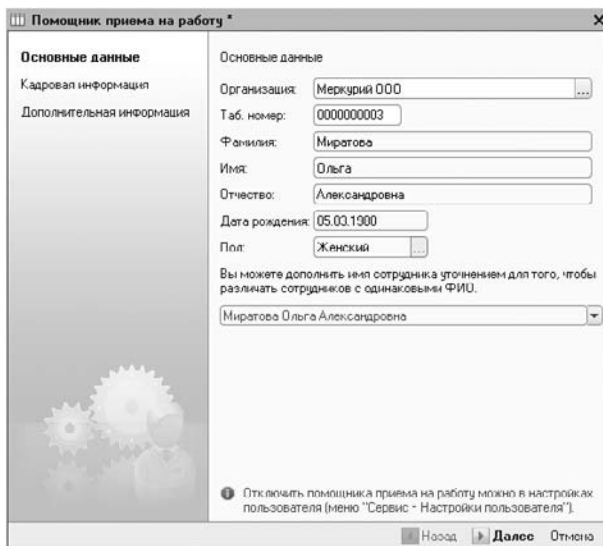 Помощник приема на работу *
Основные данные
Кадровая информация
Дополнительная информация
Основные данные
Организация: Меркурий ООО ...
Таб. номер: 0000000003
Фамилия: Миратова
Имя: Ольга
Отчество: Александровна
Дата рождения: 05.03.1980
Пол: Женский ...
Вы можете дополнить имя сотрудника уточнением для того, чтобы
различать сотрудников с одинаковыми ФИО.
Миратова Ольга Александровна
Отключить помощника приема на работу можно в настройках
пользователя (меню "Сервис - Настройки пользователя").
Назад Далее Отмена